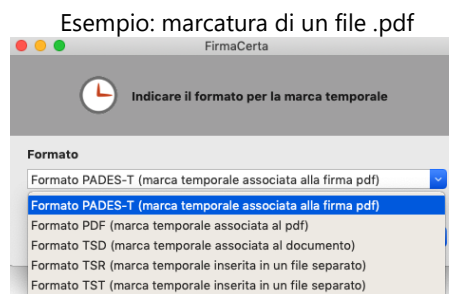 Esempio: marcatura di un file .pdf
FirmaCerta
Indicare il formato per la marca temporale
Formato
Formato PADES-T (marca temporale associata alla firma pdf)
Formato PADES-T (marca temporale associata alla firma pdf)
Formato PDF (marca temporale associata al pdf)
Formato TSD (marca temporale associata al documento)
Formato TSR (marca temporale inserita in un file separato)
Formato TST (marca temporale inserita in un file separato)